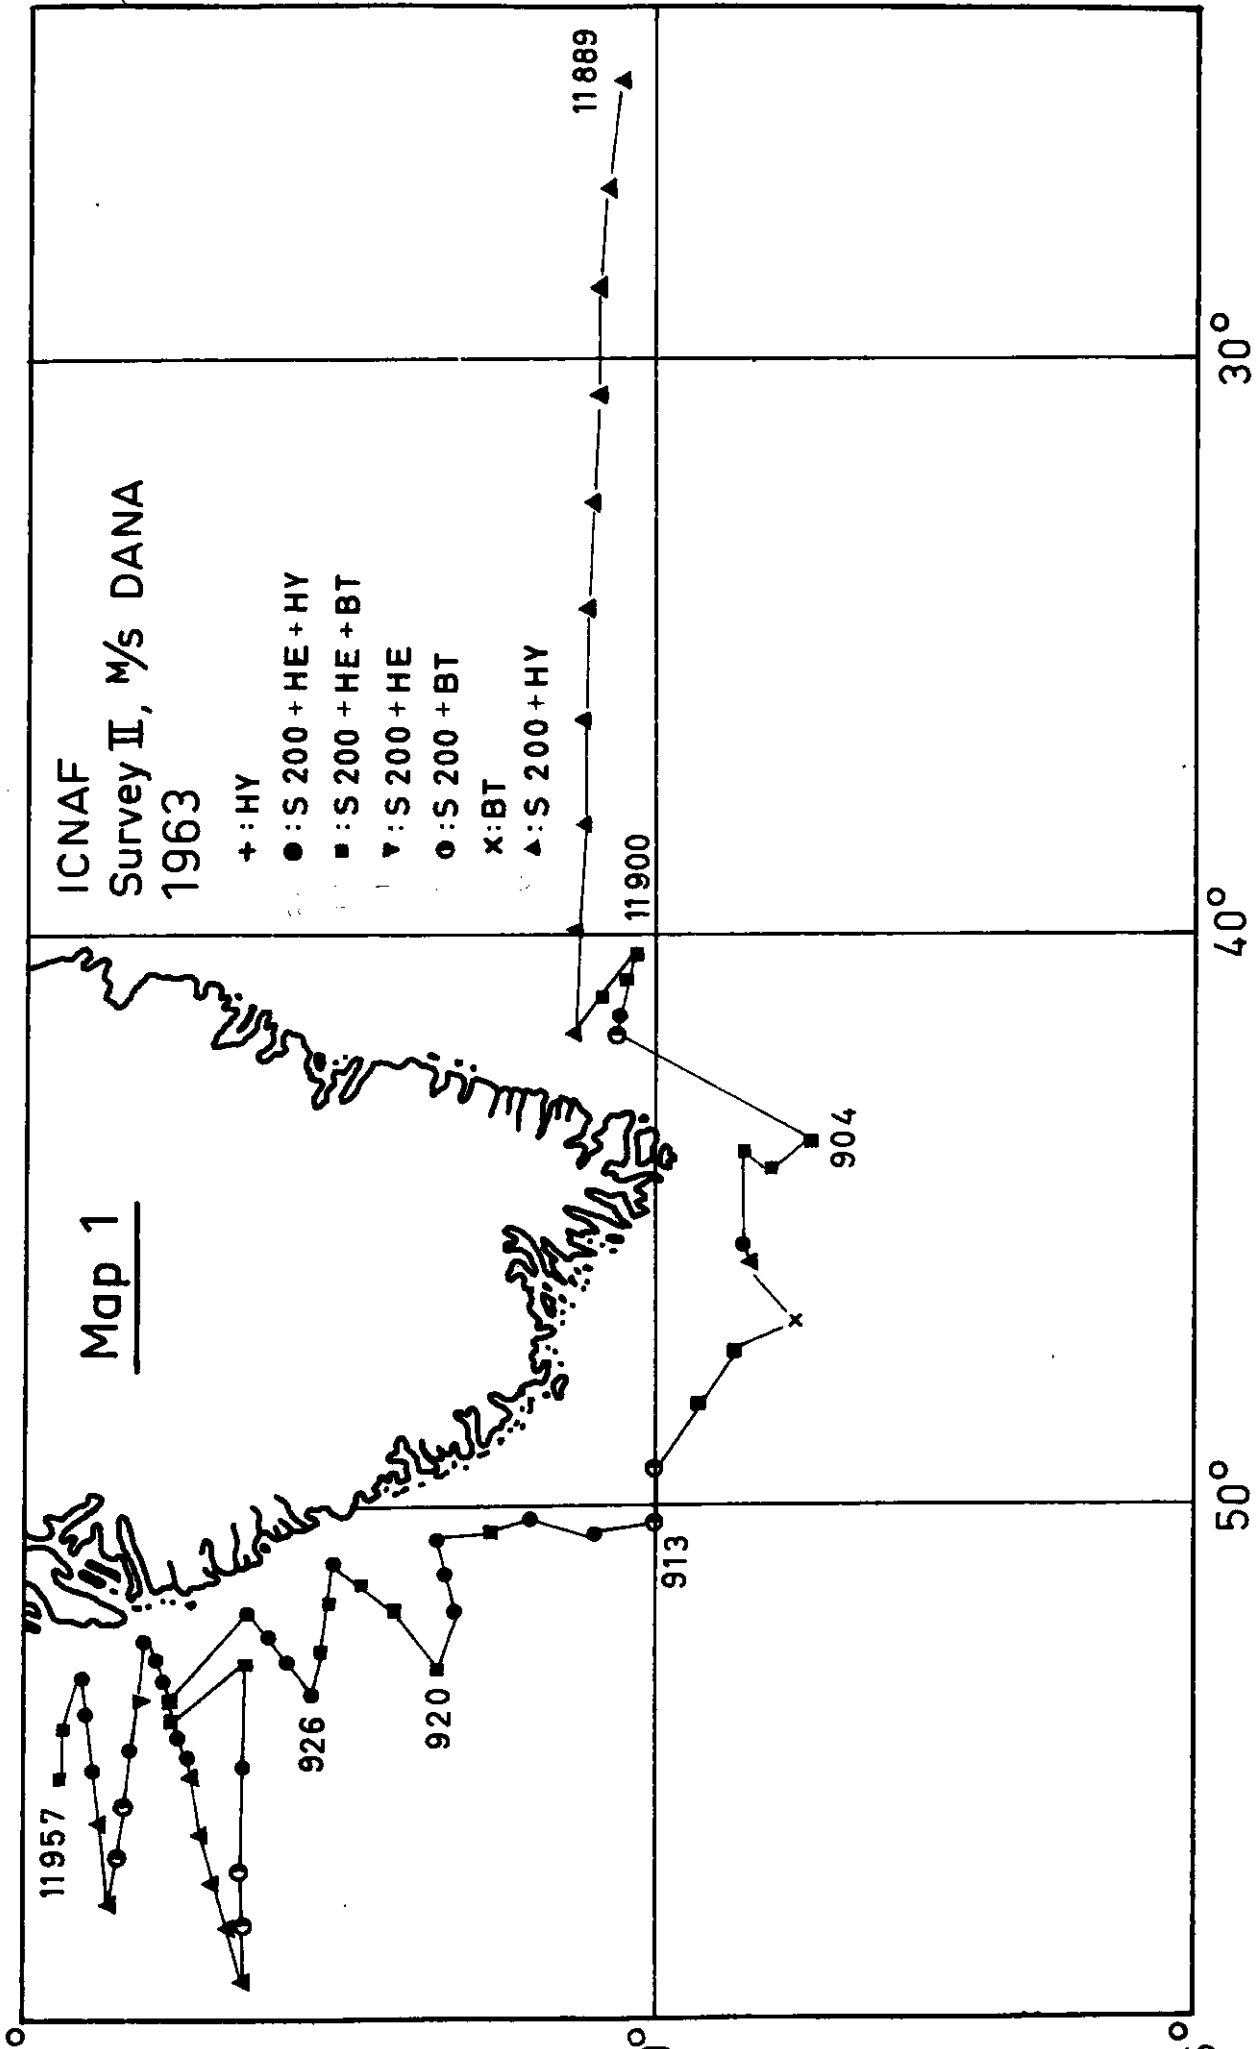 Map 1
ICNAF
Survey II, M/s DANA
1963
+ : HY
● : S 200 + HE + HY
■ : S 200 + HE + BT
▼ : S 200 + HE
◐ : S 200 + BT
x : BT
▲ : S 200 + HY
11957
926
920
913
904
11900
11889
50°
40°
30°